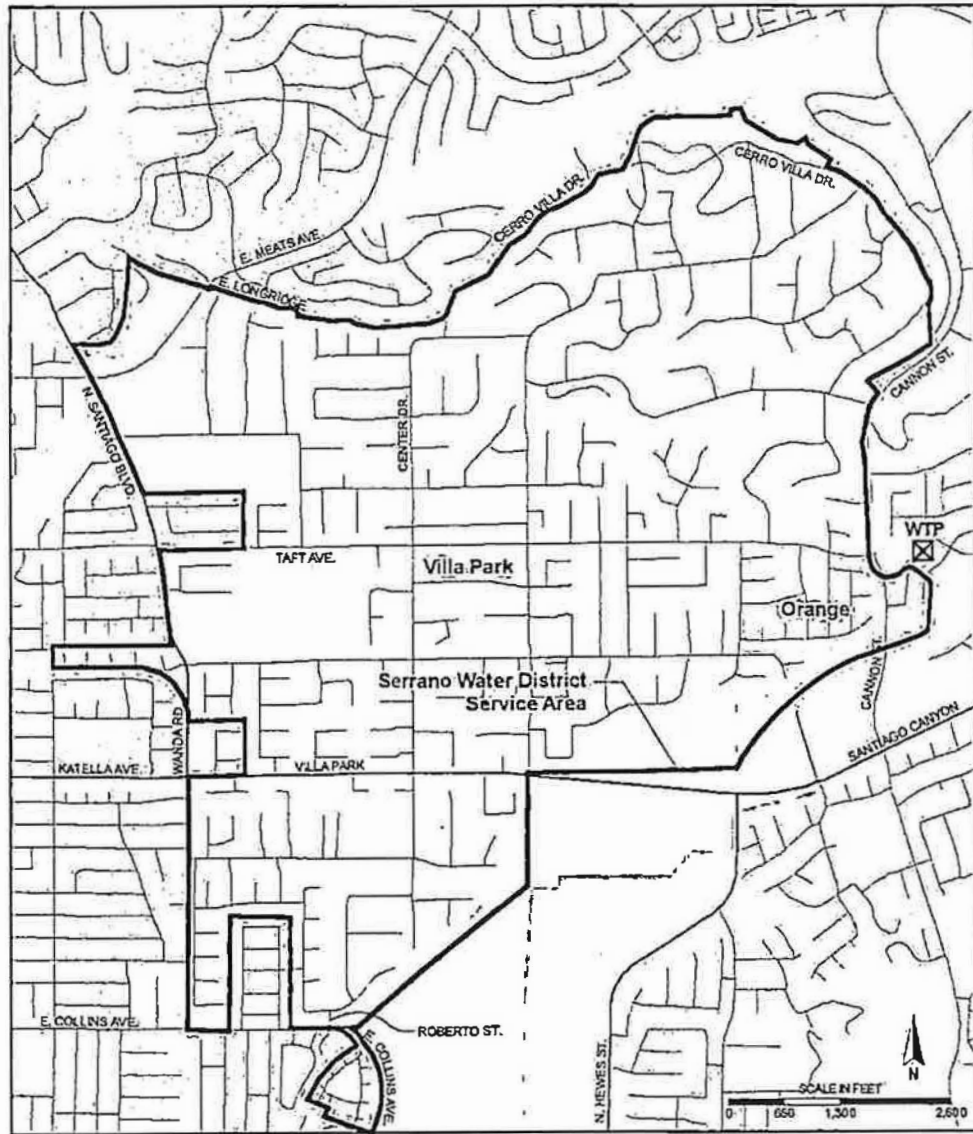 CERRO VILLA DR.
CERRO VILLA DR.
E. MEATS AVE.
E. LONGRIDGE
CANNON ST.
N. SANTIAGO BLVD.
CENTER DR.
WTP
TAFT AVE.
Villa Park
Orange
Serrano Water District
Service Area
CANNON ST.
SANTIAGO CANYON
WANDA RD
KATELLA AVE.
VILLA PARK
E. COLLINS AVE.
ROBERTO ST.
E. COLLINS AVE.
N. HEWES ST.
N
SCALE IN FEET
0 650 1,300 2,600